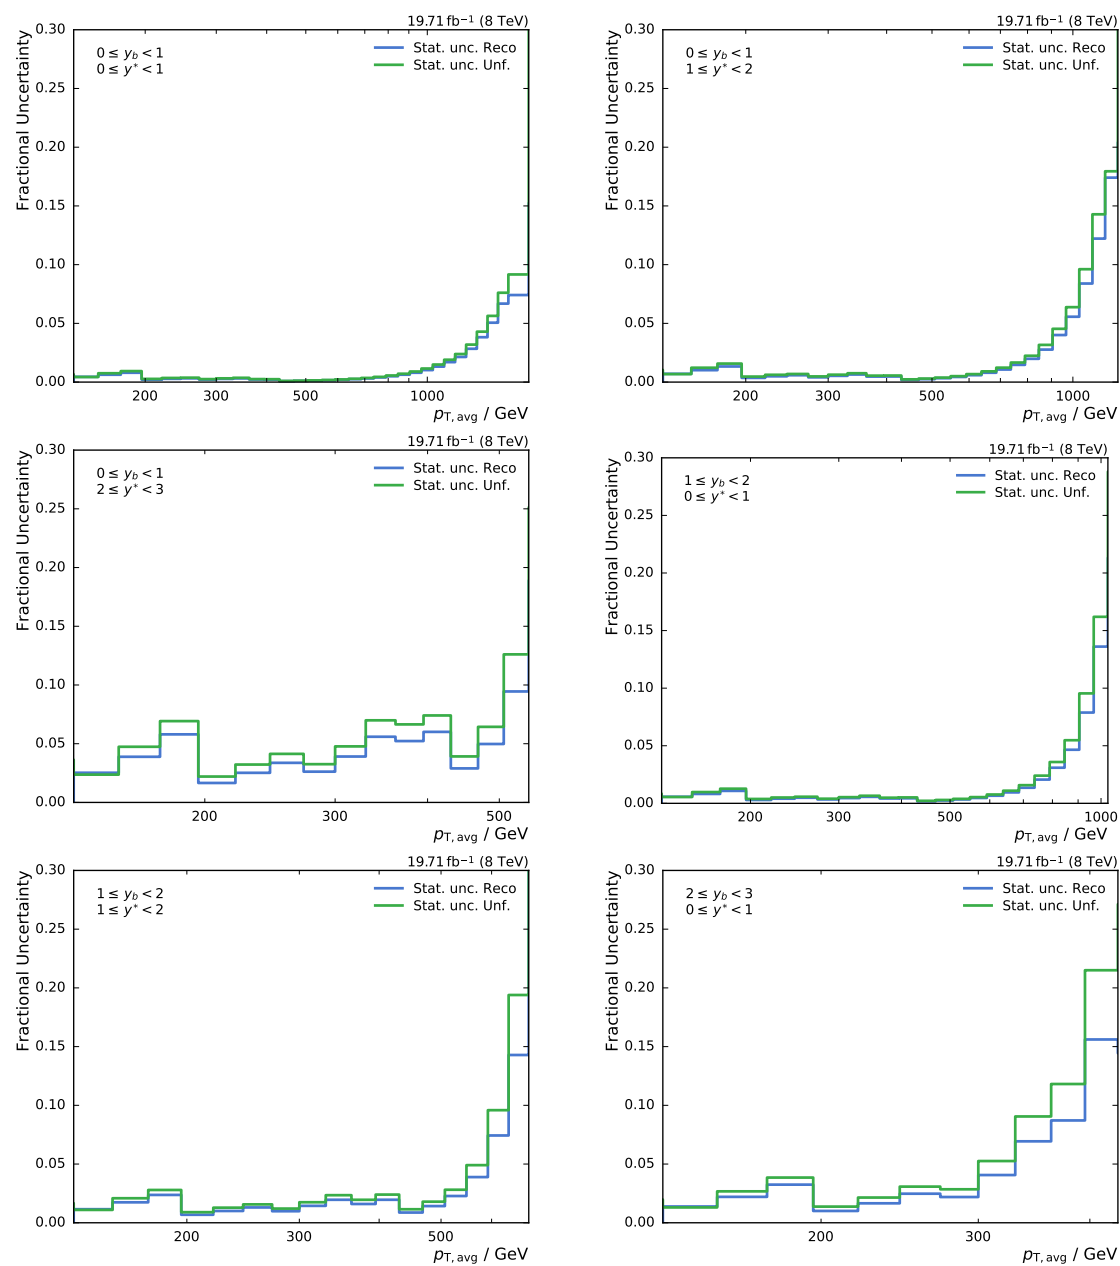 19.71 fb⁻¹ (8 TeV)
0 ≤ y_b < 1
0 ≤ y* < 1
Stat. unc. Reco
Stat. unc. Unf.
Fractional Uncertainty
0.30
0.25
0.20
0.15
0.10
0.05
0.00
200 300 500 1000
p_T,avg / GeV
19.71 fb⁻¹ (8 TeV)
0 ≤ y_b < 1
1 ≤ y* < 2
Stat. unc. Reco
Stat. unc. Unf.
Fractional Uncertainty
0.30
0.25
0.20
0.15
0.10
0.05
0.00
200 300 500 1000
p_T,avg / GeV
19.71 fb⁻¹ (8 TeV)
0 ≤ y_b < 1
2 ≤ y* < 3
Stat. unc. Reco
Stat. unc. Unf.
Fractional Uncertainty
0.30
0.25
0.20
0.15
0.10
0.05
0.00
200 300 500
p_T,avg / GeV
19.71 fb⁻¹ (8 TeV)
1 ≤ y_b < 2
0 ≤ y* < 1
Stat. unc. Reco
Stat. unc. Unf.
Fractional Uncertainty
0.30
0.25
0.20
0.15
0.10
0.05
0.00
200 300 500 1000
p_T,avg / GeV
19.71 fb⁻¹ (8 TeV)
1 ≤ y_b < 2
1 ≤ y* < 2
Stat. unc. Reco
Stat. unc. Unf.
Fractional Uncertainty
0.30
0.25
0.20
0.15
0.10
0.05
0.00
200 300 500
p_T,avg / GeV
19.71 fb⁻¹ (8 TeV)
2 ≤ y_b < 3
0 ≤ y* < 1
Stat. unc. Reco
Stat. unc. Unf.
Fractional Uncertainty
0.30
0.25
0.20
0.15
0.10
0.05
0.00
200 300
p_T,avg / GeV